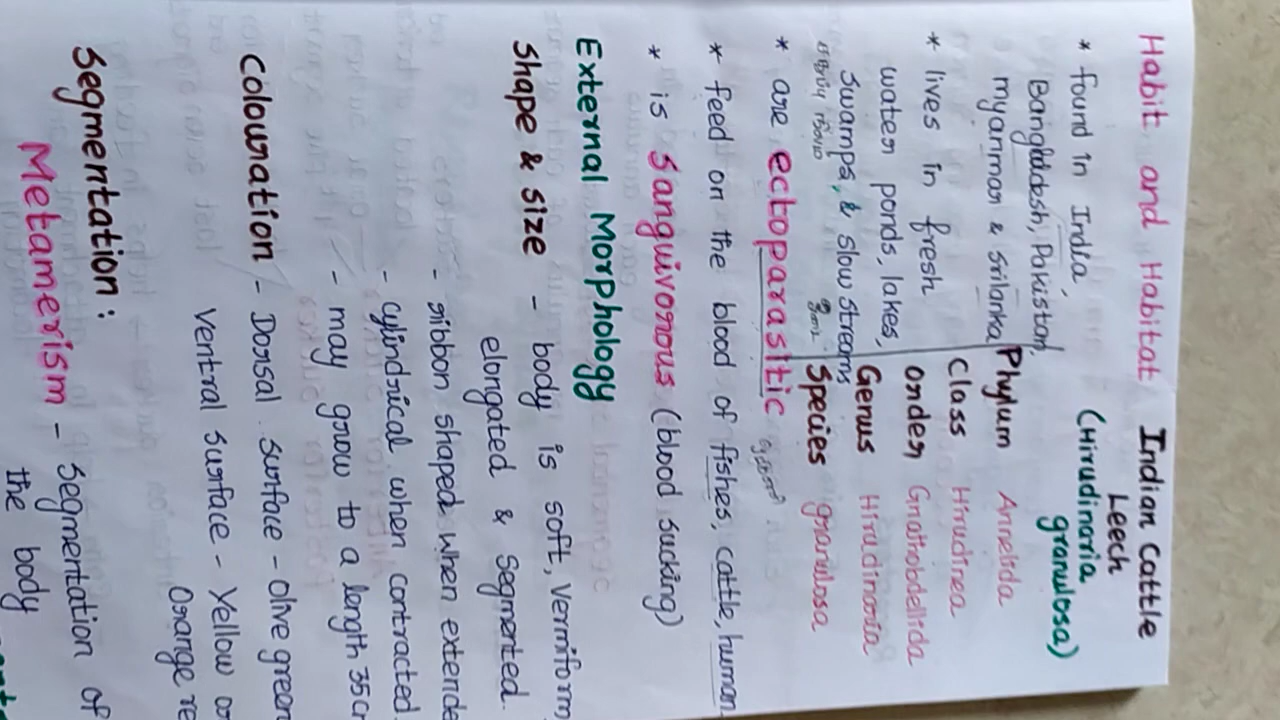 Habit and Habitat
Indian Cattle
Leech
(Hirudinaria
granulosa)
* found in India,
Bangladesh, Pakistan,
myanmar & srilanka
* lives in fresh
water ponds, lakes,
swamps, & slow streams
Phylum Annelida
Class Hirudinea
Order Gnathobdellida
Genus Hirudinaria
Species granulosa
* are ectoparasitic
* feed on the blood of fishes, cattle, human
* is Sanguivorous (blood sucking)
External Morphology
Shape & size - body is soft, vermiform
elongated & segmented.
- ribbon shaped when extende
- cylindrical when contracted.
- may grow to a length 35cm
Colouration - Dorsal surface - olive green
Ventral surface - Yellow or
Orange re
Segmentation :
Metamerism - segmentation of
the body